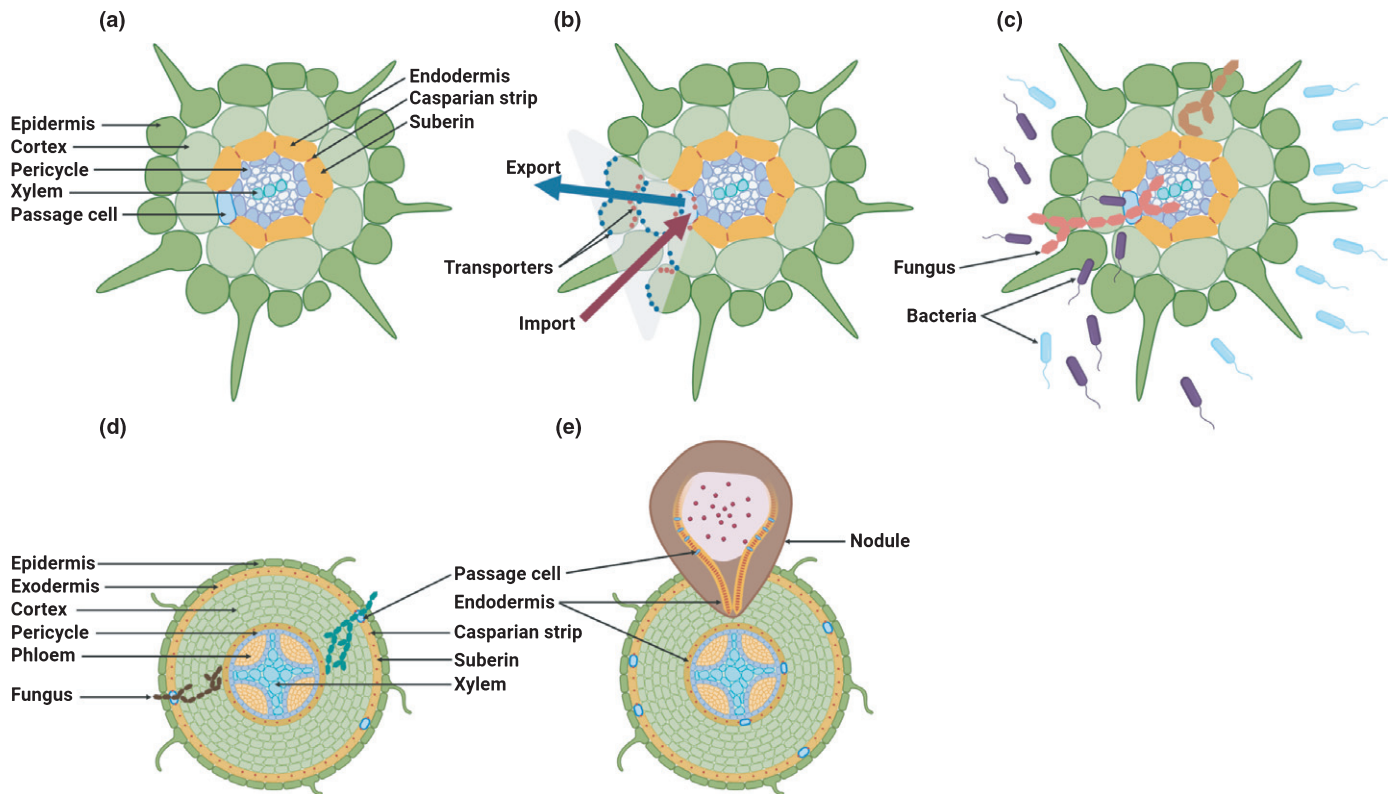 (a)
Epidermis
Cortex
Pericycle
Xylem
Passage cell
Endodermis
Casparian strip
Suberin
(b)
Export
Transporters
Import
(c)
Fungus
Bacteria
(d)
Epidermis
Exodermis
Cortex
Pericycle
Phloem
Fungus
Passage cell
Endodermis
Casparian strip
Suberin
Xylem
(e)
Nodule